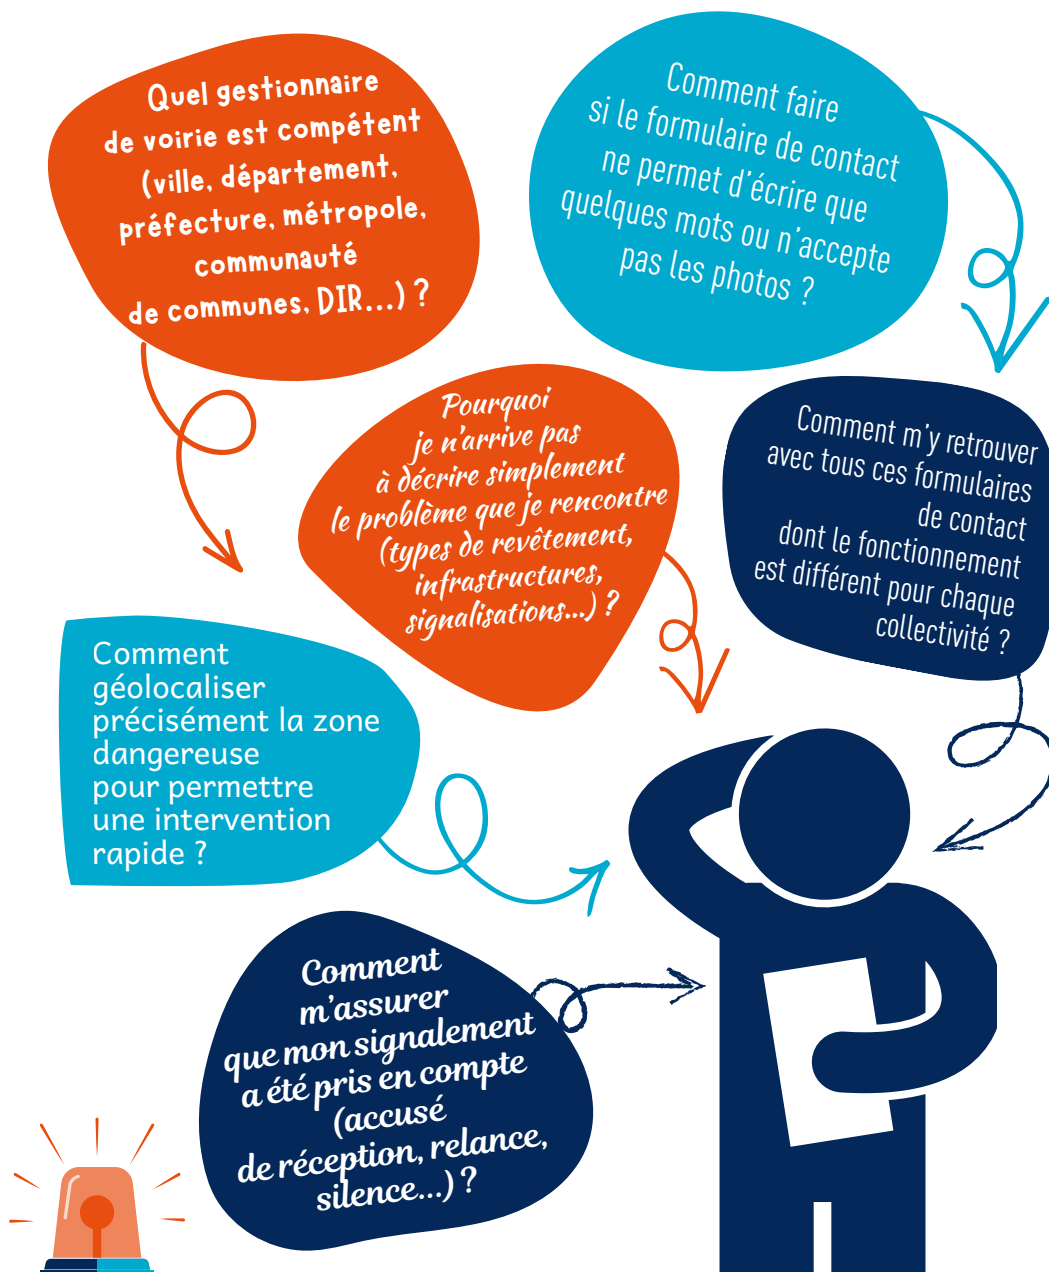 Quel gestionnaire
de voirie est compétent
(ville, département,
préfecture, métropole,
communauté
de communes, DIR...) ?
Comment faire
si le formulaire de contact
ne permet d'écrire que
quelques mots ou n'accepte
pas les photos ?
Pourquoi
je n'arrive pas
à décrire simplement
le problème que je rencontre
(types de revêtement,
infrastructures,
signalisations...) ?
Comment m'y retrouver
avec tous ces formulaires
de contact
dont le fonctionnement
est différent pour chaque
collectivité ?
Comment
géolocaliser
précisément la zone
dangereuse
pour permettre
une intervention
rapide ?
Comment
m'assurer
que mon signalement
a été pris en compte
(accusé
de réception, relance,
silence...) ?